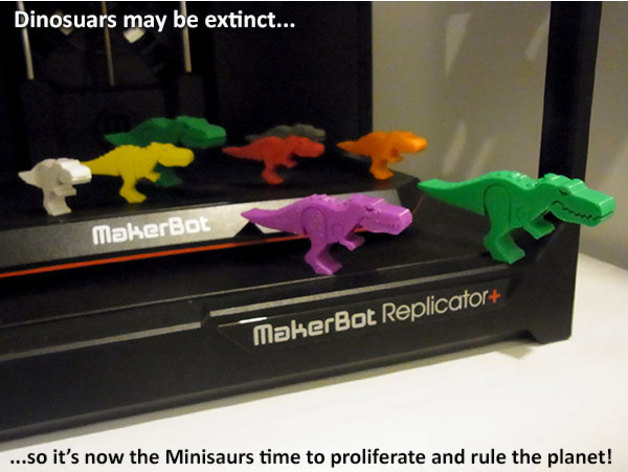 Dinosuars may be extinct...
MakerBot
MakerBot Replicator+
...so it's now the Minisaurs time to proliferate and rule the planet!